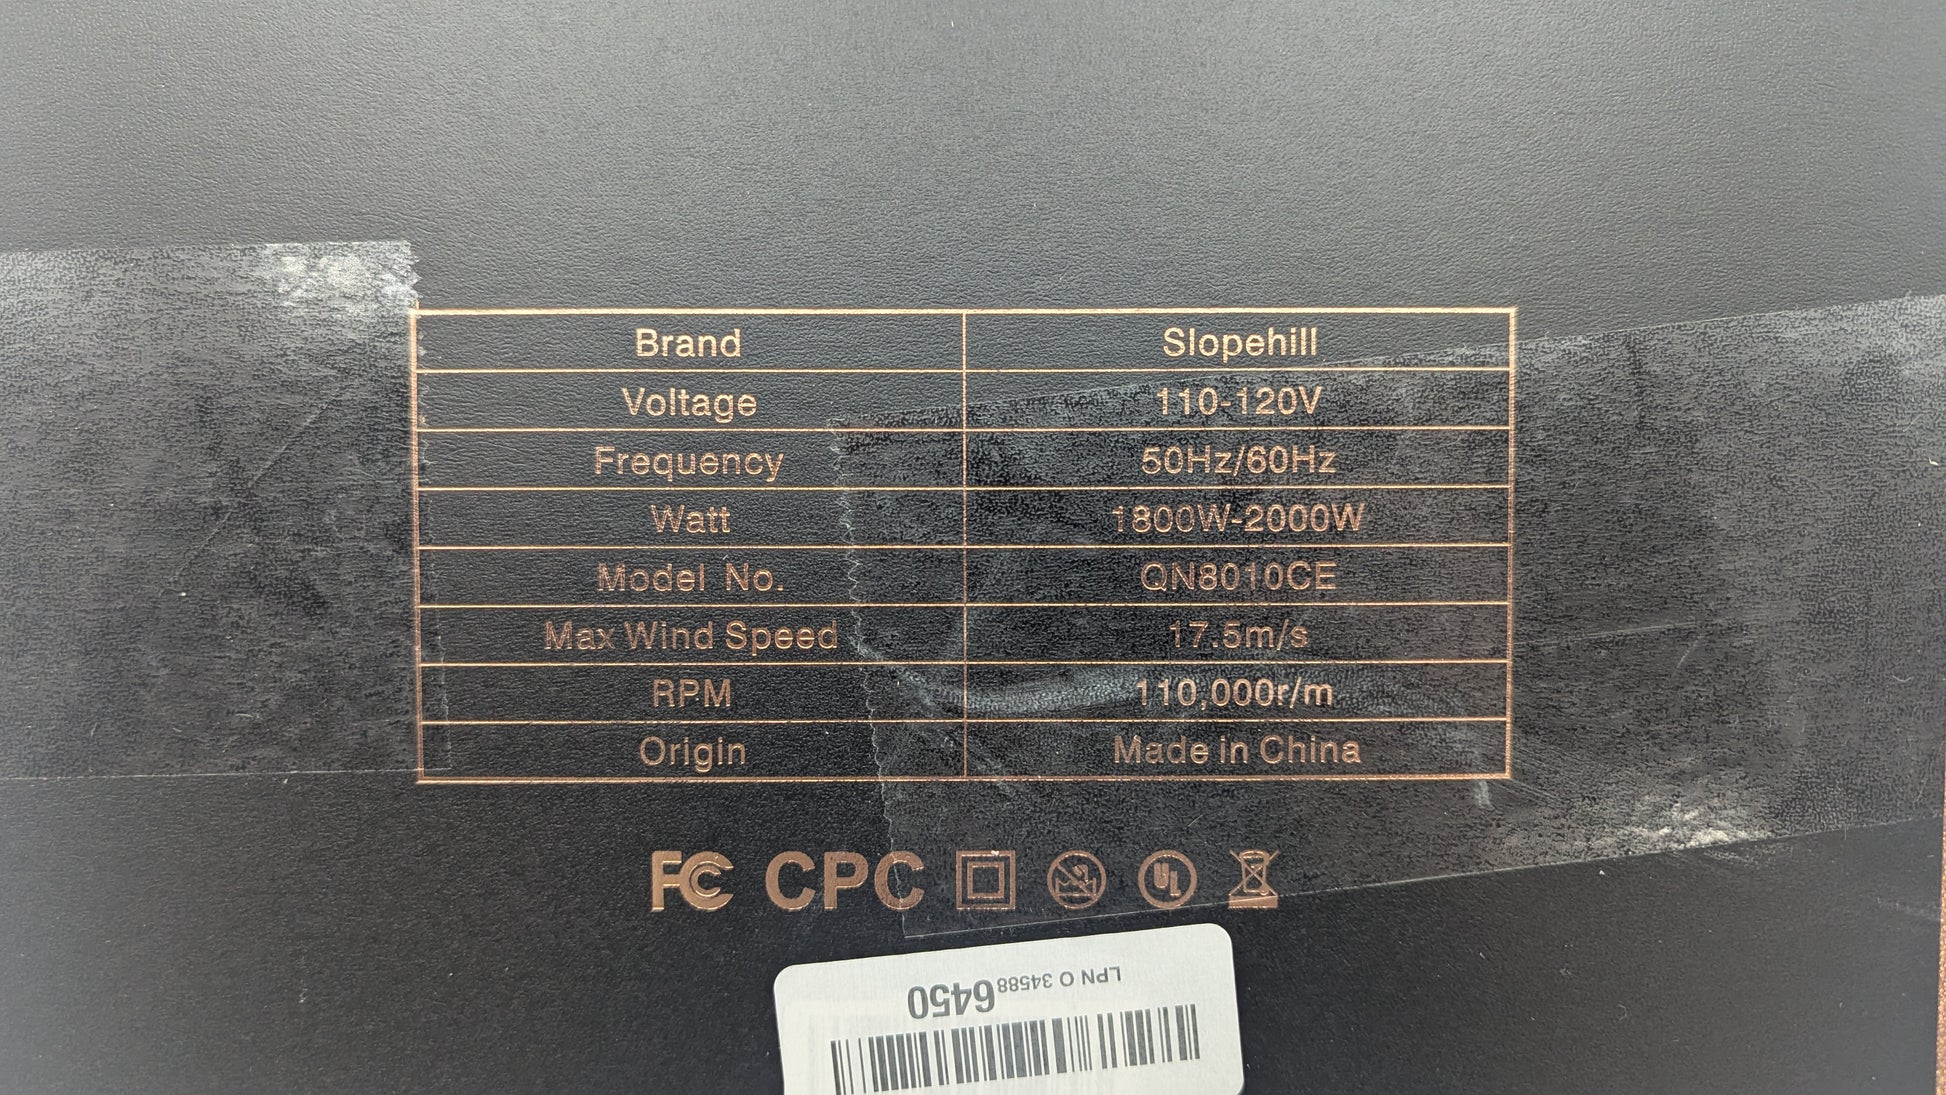 Brand Slopehill
Voltage 110-120V
Frequency 50Hz/60Hz
Watt 1800W-2000W
Model No. QN8010CE
Max Wind Speed 17.5m/s
RPM 110,000r/m
Origin Made in China
FC CPC UL
LPN O 34588 6450